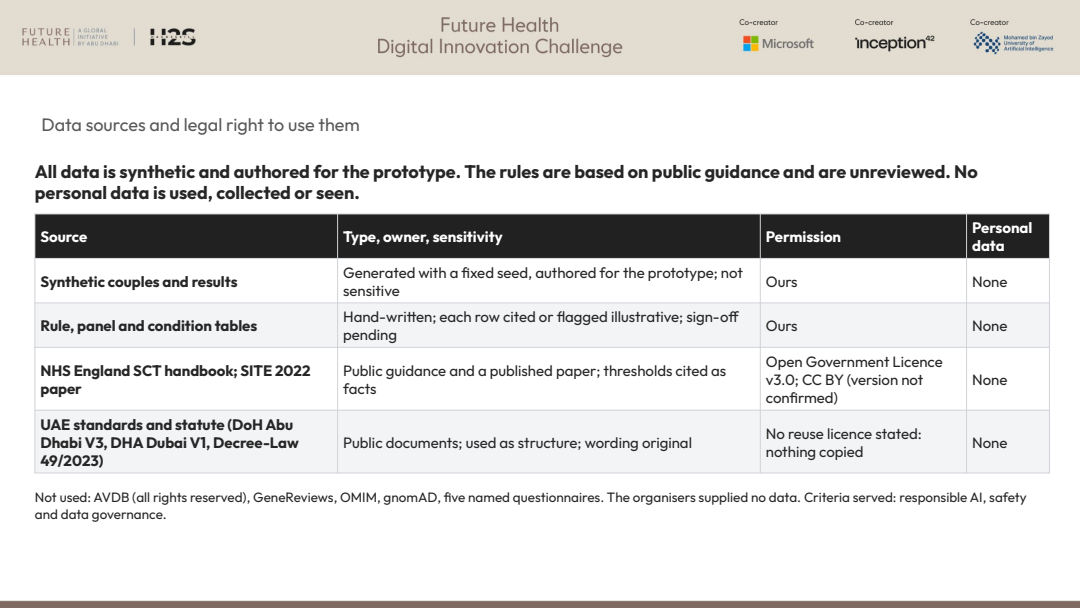 FUTURE HEALTH
A GLOBAL INITIATIVE BY ABU DHABI
H2S
Future Health
Digital Innovation Challenge
Co-creator
Microsoft
Co-creator
inception42
Co-creator
Mohamed bin Zayed University of Artificial Intelligence
Data sources and legal right to use them
All data is synthetic and authored for the prototype. The rules are based on public guidance and are unreviewed. No
personal data is used, collected or seen.
Source
Type, owner, sensitivity
Permission
Personal
data
Synthetic couples and results
Generated with a fixed seed, authored for the prototype; not
sensitive
Ours
None
Rule, panel and condition tables
Hand-written; each row cited or flagged illustrative; sign-off
pending
Ours
None
NHS England SCT handbook; SITE 2022
paper
Public guidance and a published paper; thresholds cited as
facts
Open Government Licence
v3.0; CC BY (version not
confirmed)
None
UAE standards and statute (DoH Abu
Dhabi V3, DHA Dubai V1, Decree-Law
49/2023)
Public documents; used as structure; wording original
No reuse licence stated:
nothing copied
None
Not used: AVDB (all rights reserved), GeneReviews, OMIM, gnomAD, five named questionnaires. The organisers supplied no data. Criteria served: responsible AI, safety
and data governance.